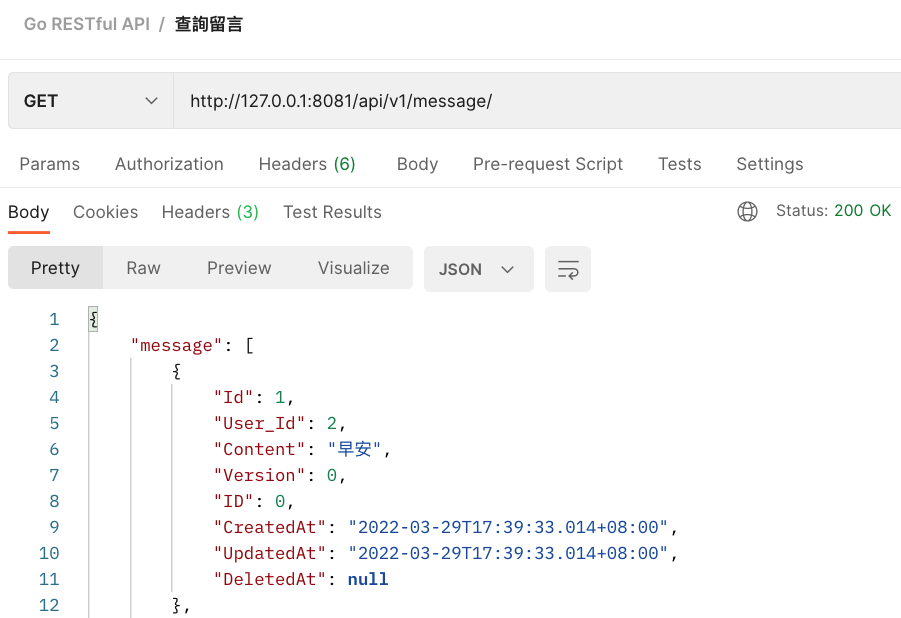 Go RESTful API / 查詢留言
GET http://127.0.0.1:8081/api/v1/message/
Params Authorization Headers (6) Body Pre-request Script Tests Settings
Body Cookies Headers (3) Test Results Status: 200 OK
Pretty Raw Preview Visualize JSON
1 {
2 "message": [
3 {
4 "Id": 1,
5 "User_Id": 2,
6 "Content": "早安",
7 "Version": 0,
8 "ID": 0,
9 "CreatedAt": "2022-03-29T17:39:33.014+08:00",
10 "UpdatedAt": "2022-03-29T17:39:33.014+08:00",
11 "DeletedAt": null
12 },